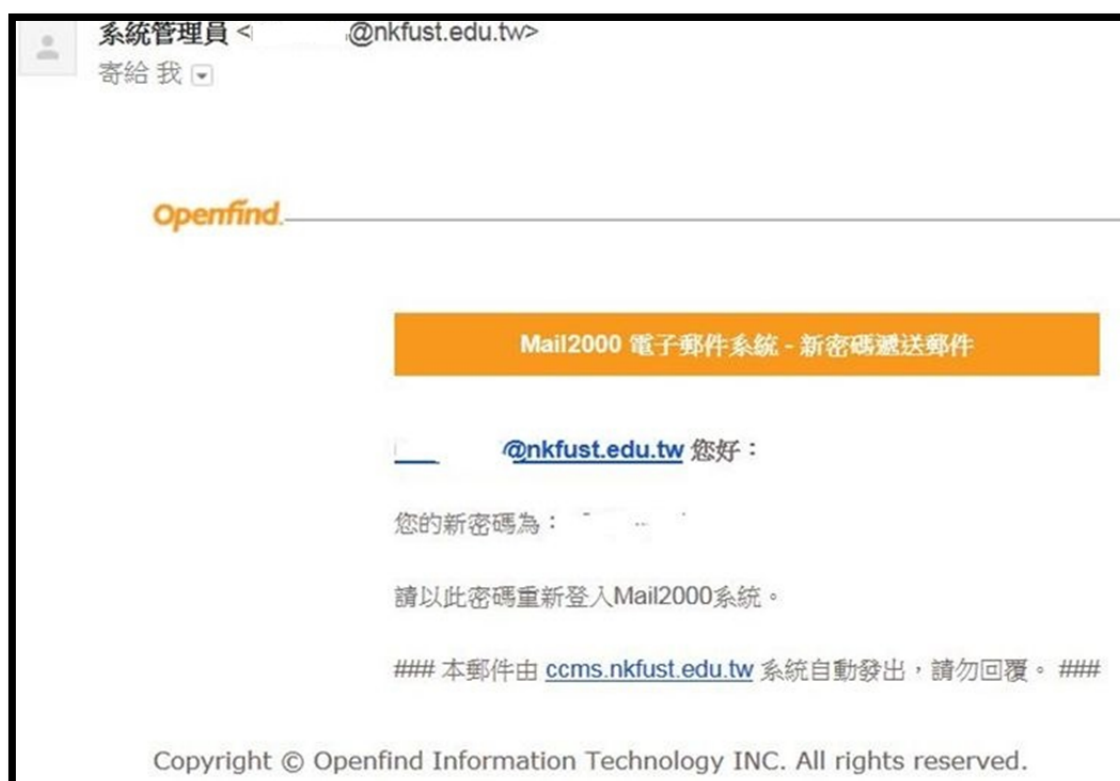 系統管理員 < @nkfust.edu.tw>
寄給 我
Openfind
Mail2000 電子郵件系統 - 新密碼遞送郵件
@nkfust.edu.tw 您好：
您的新密碼為：
請以此密碼重新登入Mail2000系統。
### 本郵件由 ccms.nkfust.edu.tw 系統自動發出，請勿回覆。 ###
Copyright © Openfind Information Technology INC. All rights reserved.